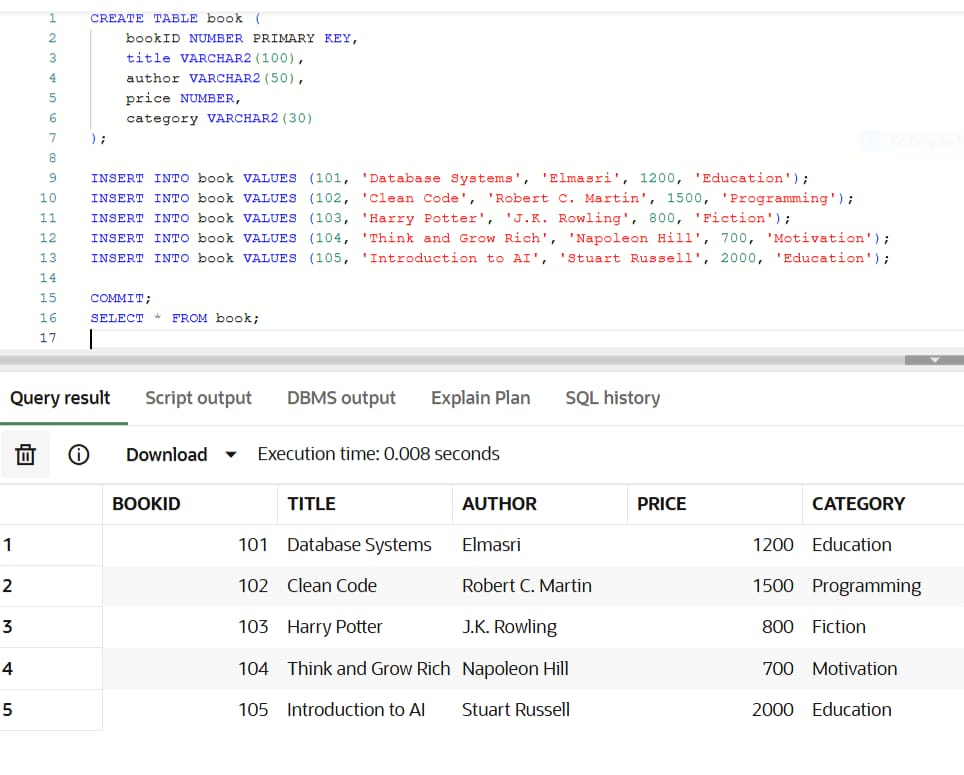 1 CREATE TABLE book (
2 bookID NUMBER PRIMARY KEY,
3 title VARCHAR2(100),
4 author VARCHAR2(50),
5 price NUMBER,
6 category VARCHAR2(30)
7 );
8
9 INSERT INTO book VALUES (101, 'Database Systems', 'Elmasri', 1200, 'Education');
10 INSERT INTO book VALUES (102, 'Clean Code', 'Robert C. Martin', 1500, 'Programming');
11 INSERT INTO book VALUES (103, 'Harry Potter', 'J.K. Rowling', 800, 'Fiction');
12 INSERT INTO book VALUES (104, 'Think and Grow Rich', 'Napoleon Hill', 700, 'Motivation');
13 INSERT INTO book VALUES (105, 'Introduction to AI', 'Stuart Russell', 2000, 'Education');
14
15 COMMIT;
16 SELECT * FROM book;
17
Query result Script output DBMS output Explain Plan SQL history
Download Execution time: 0.008 seconds
BOOKID TITLE AUTHOR PRICE CATEGORY
1 101 Database Systems Elmasri 1200 Education
2 102 Clean Code Robert C. Martin 1500 Programming
3 103 Harry Potter J.K. Rowling 800 Fiction
4 104 Think and Grow Rich Napoleon Hill 700 Motivation
5 105 Introduction to AI Stuart Russell 2000 Education